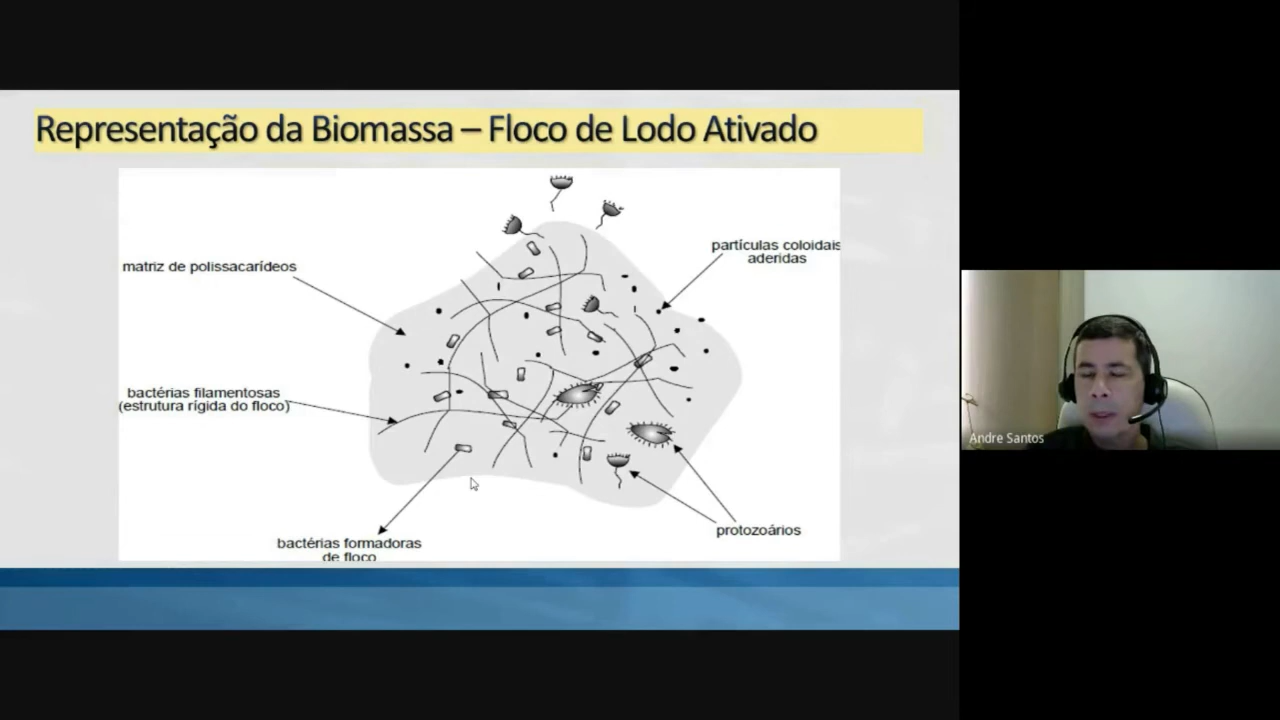 Representação da Biomassa – Floco de Lodo Ativado
matriz de polissacarídeos
partículas coloidais
aderidas
bactérias filamentosas
(estrutura rígida do floco)
protozoários
bactérias formadoras
de floco
Andre Santos